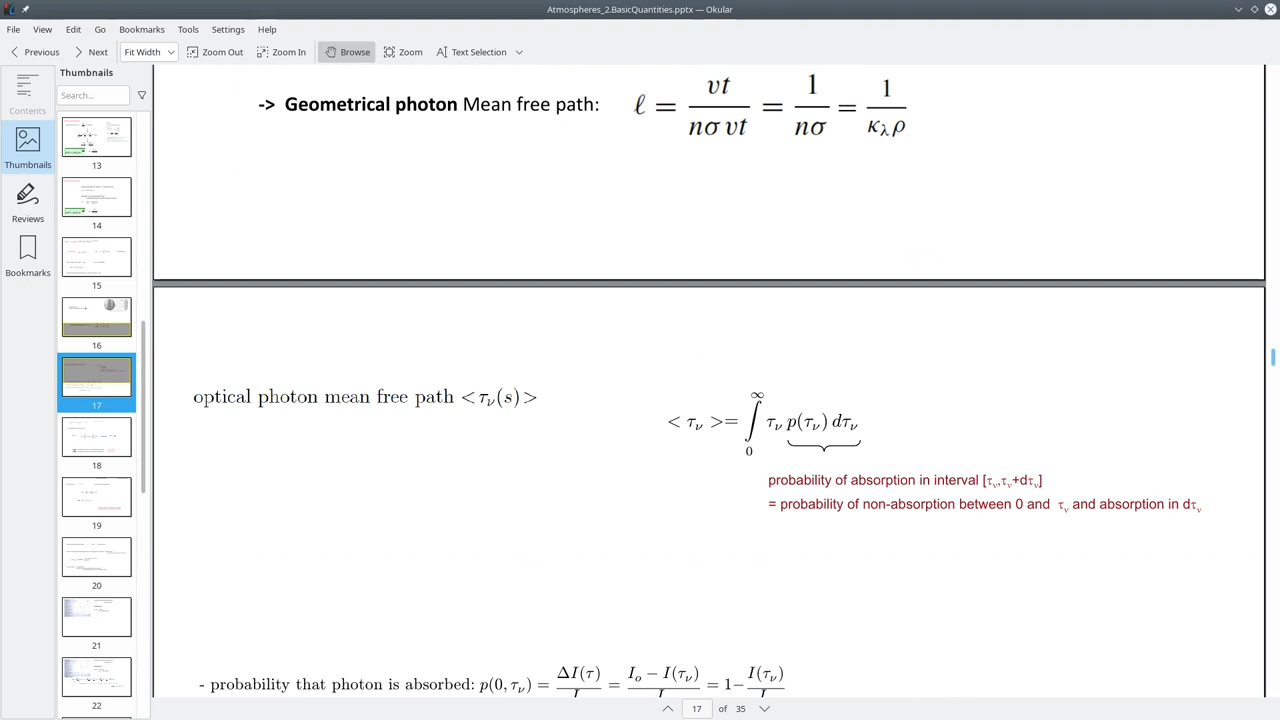 Atmospheres_2.BasicQuantities.pptx — Okular
File View Edit Go Bookmarks Tools Settings Help
Previous Next Fit Width Zoom Out Zoom In Browse Zoom Text Selection
Contents
Thumbnails
Reviews
Bookmarks
Thumbnails
Search...
13
14
15
16
17
18
19
20
21
22
-> Geometrical photon Mean free path: ℓ = vt / nσ vt = 1 / nσ = 1 / κ_λ ρ
optical photon mean free path < τ_ν(s) >
< τ_ν >= ∫_0^∞ τ_ν p(τ_ν) dτ_ν
probability of absorption in interval [τ_ν,τ_ν+dτ_ν]
= probability of non-absorption between 0 and τ_ν and absorption in dτ_ν
- probability that photon is absorbed: p(0, τ_ν) = ΔI(τ) / I = I_o − I(τ_ν) / I = 1− I(τ_ν) / I
17 of 35